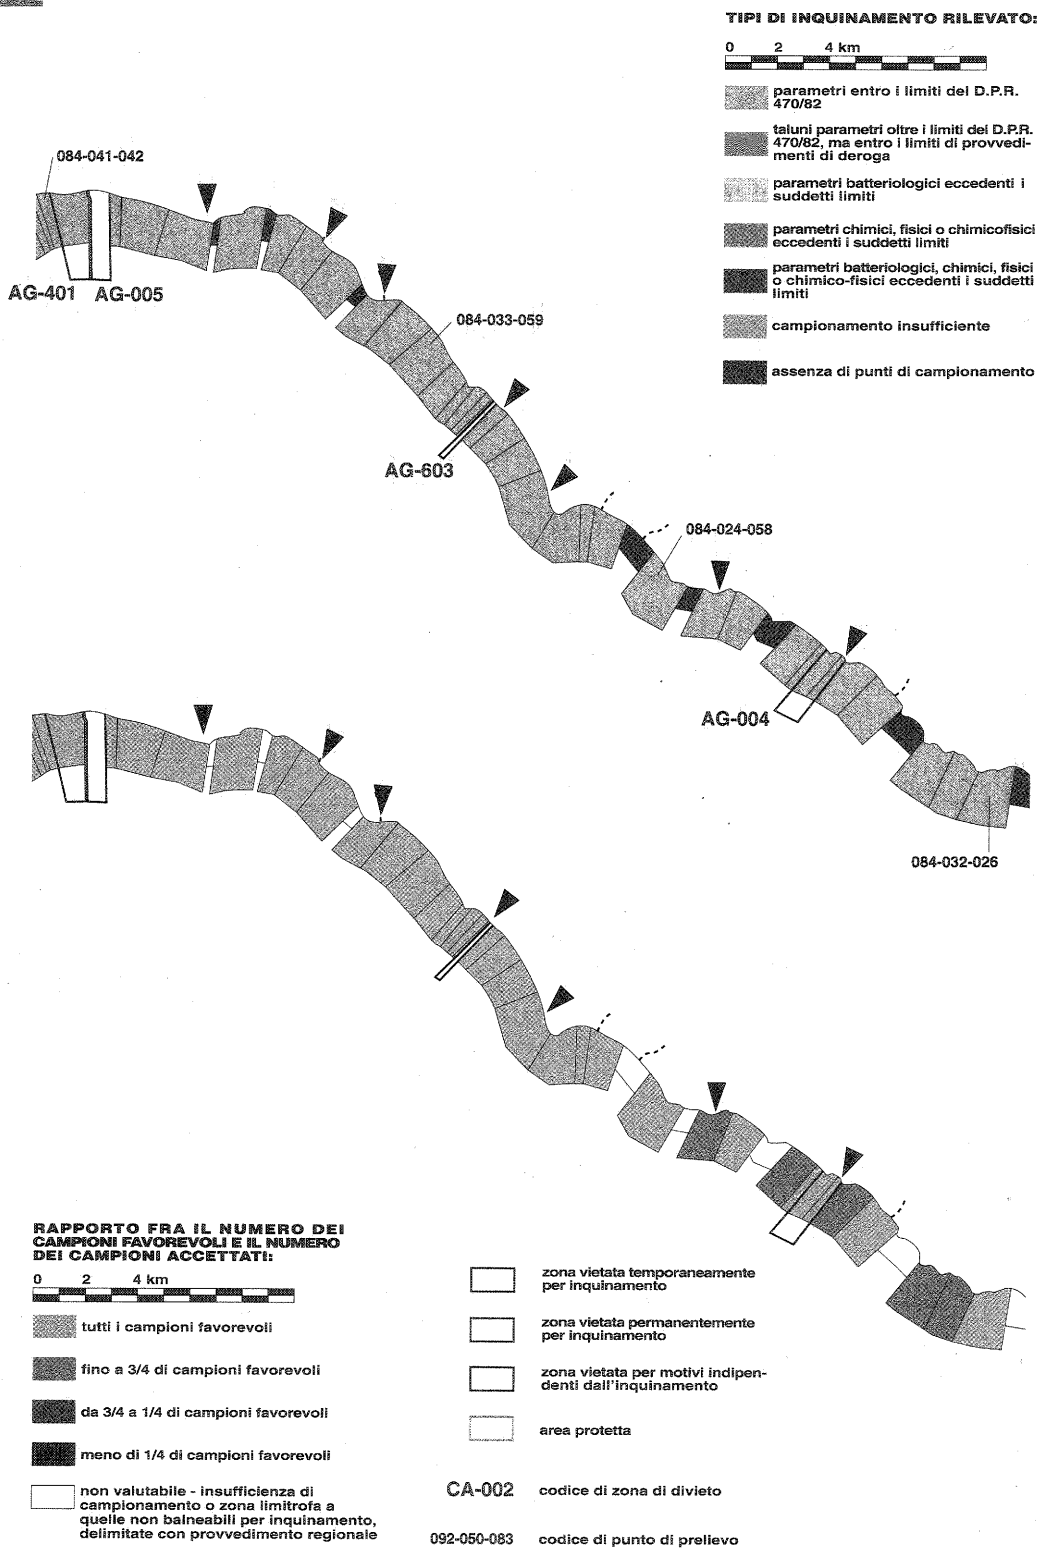 TIPI DI INQUINAMENTO RILEVATO:
0 2 4 km
parametri entro i limiti del D.P.R.
470/82
taluni parametri oltre i limiti del D.P.R.
470/82, ma entro i limiti di provvedi-
menti di deroga
parametri batteriologici eccedenti i
suddetti limiti
parametri chimici, fisici o chimicofisici
eccedenti i suddetti limiti
parametri batteriologici, chimici, fisici
o chimico-fisici eccedenti i suddetti
limiti
campionamento insufficiente
assenza di punti di campionamento
084-041-042
AG-401 AG-005
084-033-059
AG-603
084-024-058
AG-004
084-032-026
RAPPORTO FRA IL NUMERO DEI
CAMPIONI FAVOREVOLI E IL NUMERO
DEI CAMPIONI ACCETTATI:
0 2 4 km
tutti i campioni favorevoli
fino a 3/4 di campioni favorevoli
da 3/4 a 1/4 di campioni favorevoli
meno di 1/4 di campioni favorevoli
non valutabile - insufficienza di
campionamento o zona limitrofa a
quelle non balneabili per inquinamento,
delimitate con provvedimento regionale
zona vietata temporaneamente
per inquinamento
zona vietata permanentemente
per inquinamento
zona vietata per motivi indipen-
denti dall'inquinamento
area protetta
CA-002 codice di zona di divieto
092-050-083 codice di punto di prelievo